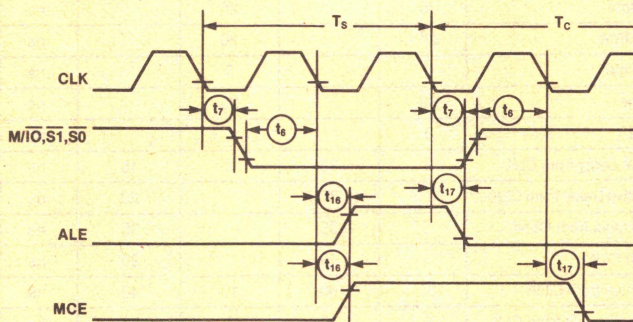 Ts
Tc
CLK
t7
t6
t7
t6
M/IO,S1,S0
t16
t17
ALE
t16
t17
MCE